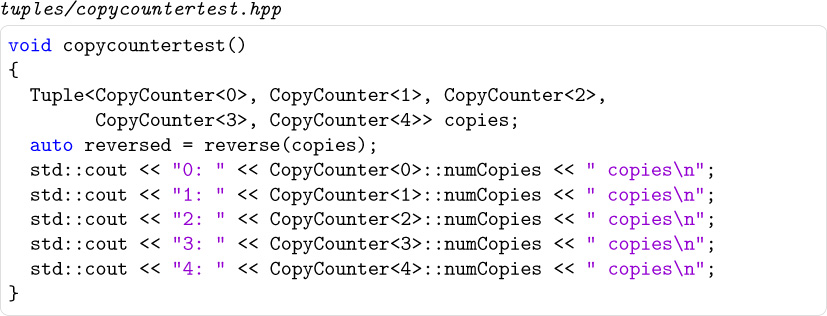 tuples/copycountertest.hpp
void copycountertest()
{
  Tuple<CopyCounter<0>, CopyCounter<1>, CopyCounter<2>,
        CopyCounter<3>, CopyCounter<4>> copies;
  auto reversed = reverse(copies);
  std::cout << "0: " << CopyCounter<0>::numCopies << " copies\n";
  std::cout << "1: " << CopyCounter<1>::numCopies << " copies\n";
  std::cout << "2: " << CopyCounter<2>::numCopies << " copies\n";
  std::cout << "3: " << CopyCounter<3>::numCopies << " copies\n";
  std::cout << "4: " << CopyCounter<4>::numCopies << " copies\n";
}